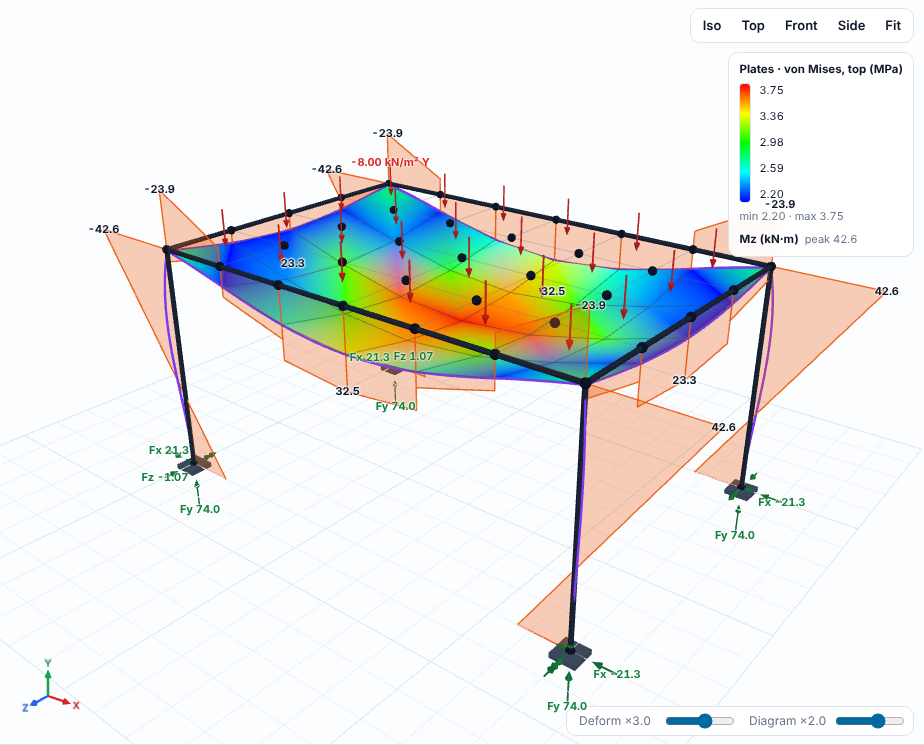 Iso Top Front Side Fit
Plates · von Mises, top (MPa)
3.75
3.36
2.98
2.59
2.20
-23.9
min 2.20 · max 3.75
Mz (kN·m) peak 42.6
-23.9
-8.00 kN/m² Y
-42.6
-23.9
-42.6
23.3
32.5
-23.9
42.6
Fx 21.3 Fz 1.07
32.5
Fy 74.0
23.3
42.6
Fx 21.3
Fz -1.07
Fy 74.0
Fx -21.3
Fy 74.0
Fx -21.3
Fy 74.0
Y
Z
X
Deform ×3.0 Diagram ×2.0